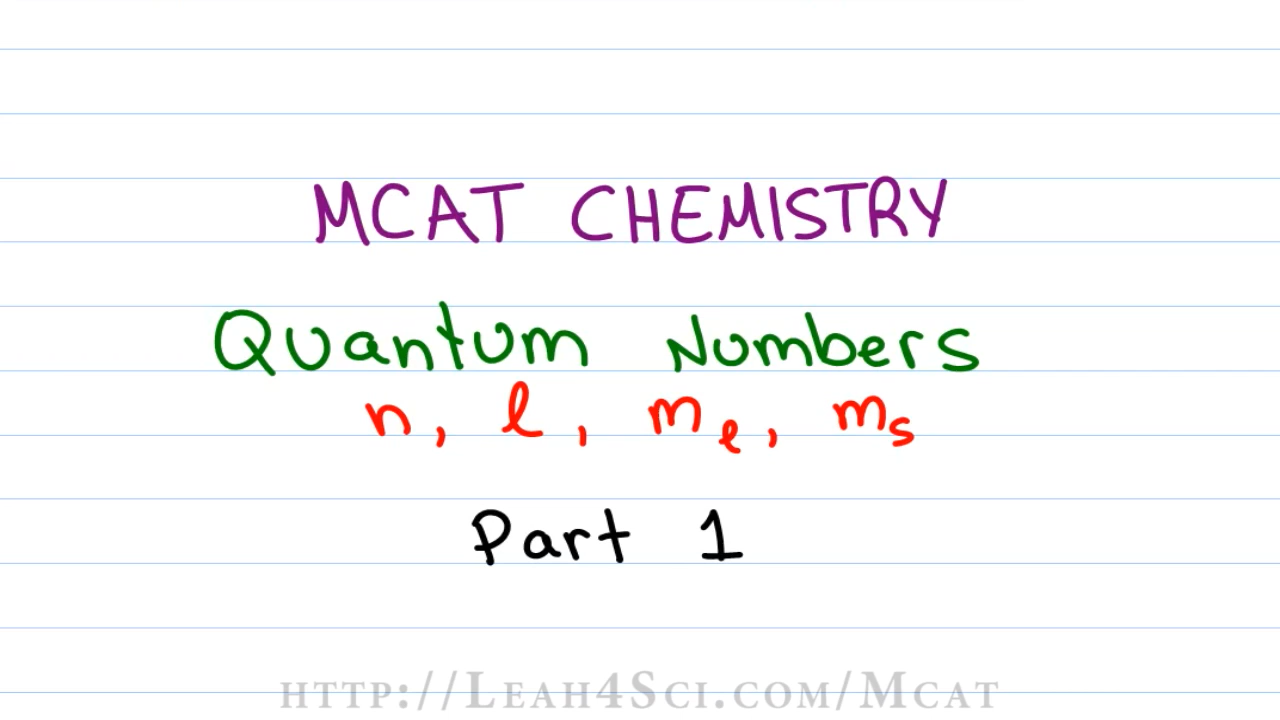 MCAT CHEMISTRY
Quantum Numbers
n, l, mₗ, mₛ
Part 1
HTTP://LEAH4SCI.COM/MCAT